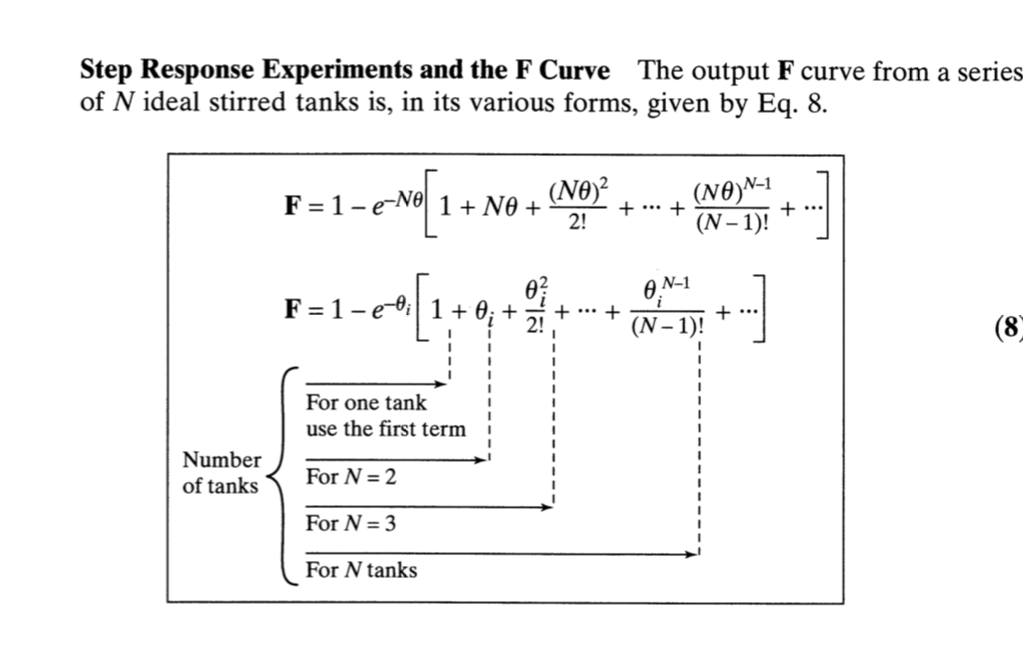 Step Response Experiments and the F Curve The output F curve from a series
of N ideal stirred tanks is, in its various forms, given by Eq. 8.
F = 1 – e^{–Nθ}[1 + Nθ + (Nθ)^2/2! + ··· + (Nθ)^{N–1}/(N – 1)! + ···]
F = 1 – e^{–θ_i}[1 + θ_i + θ_i^2/2! + ··· + θ_i^{N–1}/(N – 1)! + ···]
(8)
For one tank
use the first term
Number
of tanks
For N = 2
For N = 3
For N tanks